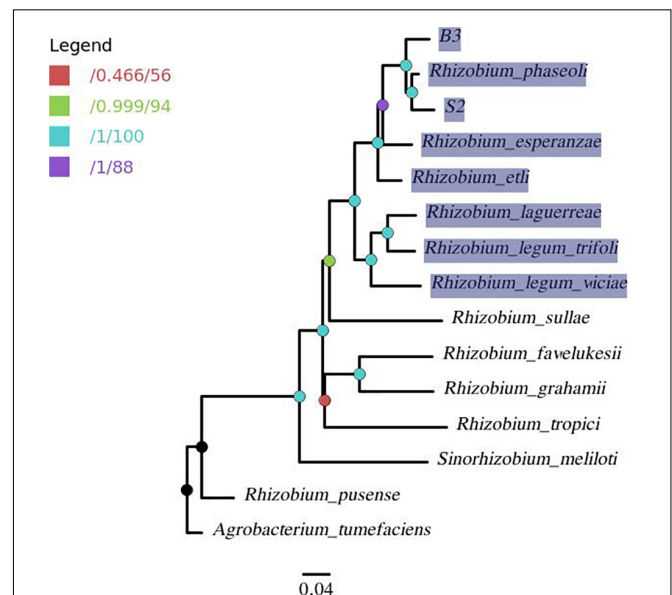 Legend
/0.466/56
/0.999/94
/1/100
/1/88
B3
Rhizobium_phaseoli
S2
Rhizobium_esperanzae
Rhizobium_etli
Rhizobium_laguerreae
Rhizobium_legum_trifoli
Rhizobium_legum_viciae
Rhizobium_sullae
Rhizobium_favelukesii
Rhizobium_grahamii
Rhizobium_tropici
Sinorhizobium_meliloti
Rhizobium_pusense
Agrobacterium_tumefaciens
0.04